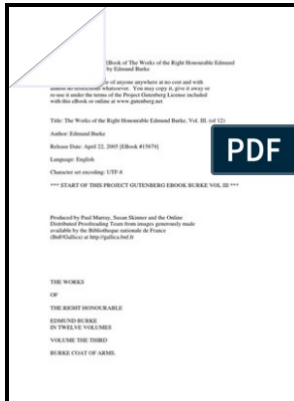 EBook of The Works of the Right Honourable Edmund
by Edmund Burke
of anyone anywhere at no cost and with
almost no restrictions whatsoever. You may copy it, give it away or
re-use it under the terms of the Project Gutenberg License included
with this eBook or online at www.gutenberg.net
Title: The Works of the Right Honourable Edmund Burke, Vol. III. (of 12)
Author: Edmund Burke
Release Date: April 22, 2005 [EBook #15679]
PDF
Language: English
Character set encoding: UTF-8
*** START OF THIS PROJECT GUTENBERG EBOOK BURKE VOL III ***
Produced by Paul Murray, Susan Skinner and the Online
Distributed Proofreading Team from images generously made
available by the Bibliotheque nationale de France
(BnF/Gallica) at http://gallica.bnf.fr
THE WORKS
OF
THE RIGHT HONOURABLE
EDMUND BURKE
IN TWELVE VOLUMES
VOLUME THE THIRD
BURKE COAT OF ARMS.